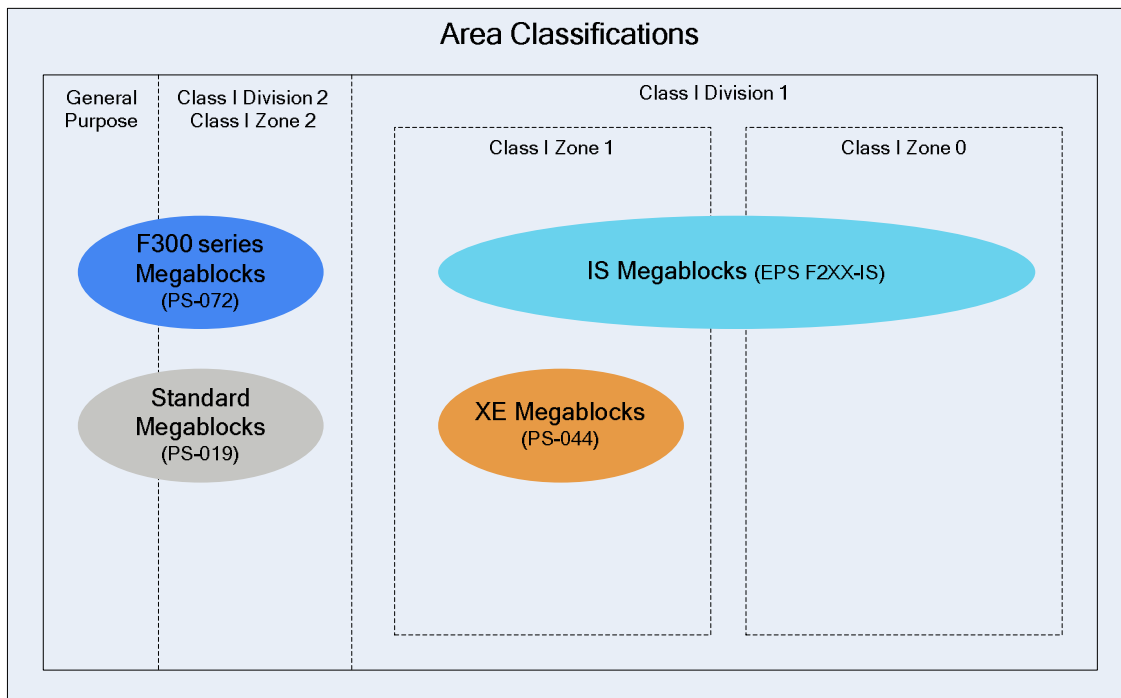 Area Classifications
General
Purpose
Class I Division 2
Class I Zone 2
Class I Division 1
Class I Zone 1
Class I Zone 0
F300 series
Megablocks
(PS-072)
IS Megablocks (EPS F2XX-IS)
Standard
Megablocks
(PS-019)
XE Megablocks
(PS-044)